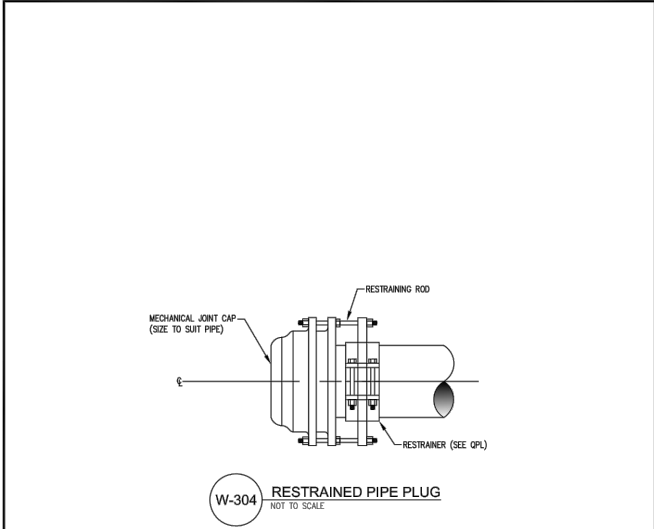 RESTRAINING ROD
MECHANICAL JOINT CAP
(SIZE TO SUIT PIPE)
℄
RESTRAINER (SEE QPL)
W-304
RESTRAINED PIPE PLUG
NOT TO SCALE